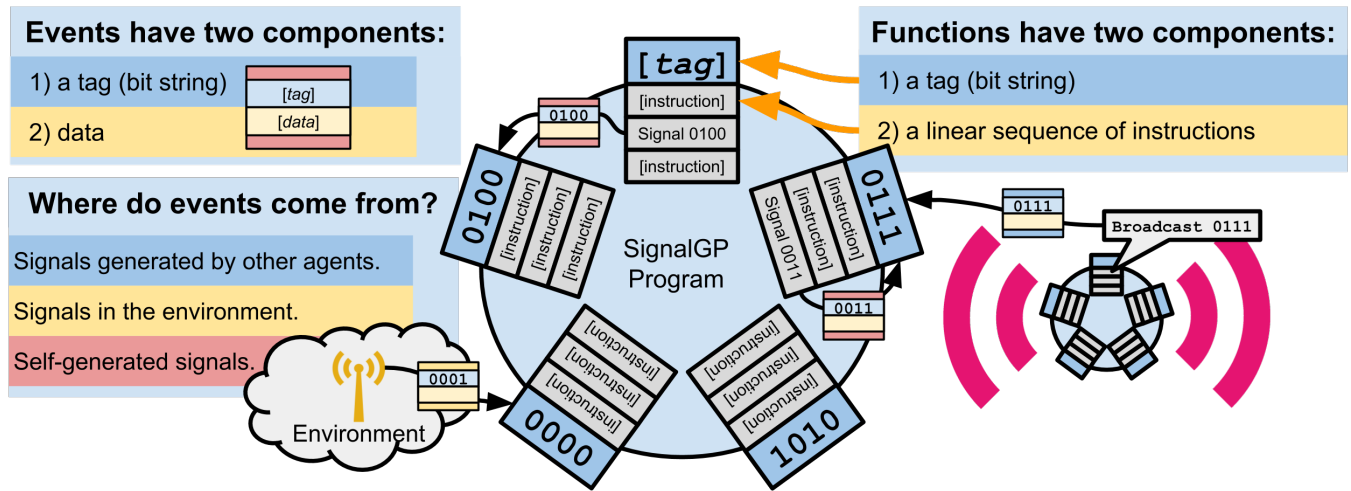 Events have two components:
1) a tag (bit string)
[tag]
2) data
[data]
Where do events come from?
Signals generated by other agents.
Signals in the environment.
Self-generated signals.
0001
Environment
[tag]
[instruction]
Signal 0100
[instruction]
0100
0100
[instruction]
[instruction]
[instruction]
SignalGP
Program
0111
[instruction]
[instruction]
Signal 0011
0011
[instruction]
[instruction]
[instruction]
0000
[instruction]
[instruction]
[instruction]
1010
Functions have two components:
1) a tag (bit string)
2) a linear sequence of instructions
0111
Broadcast 0111